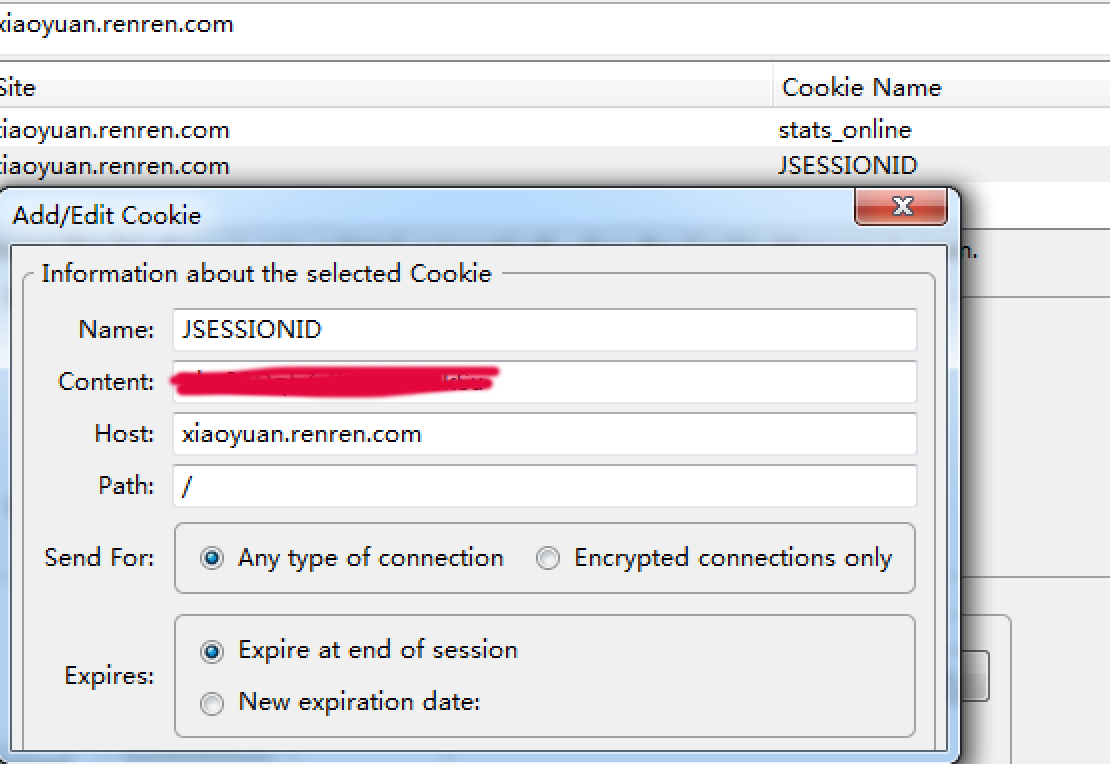 xiaoyuan.renren.com
Site Cookie Name
xiaoyuan.renren.com stats_online
xiaoyuan.renren.com JSESSIONID
Add/Edit Cookie
Information about the selected Cookie
Name: JSESSIONID
Content:
Host: xiaoyuan.renren.com
Path: /
Send For: Any type of connection Encrypted connections only
Expires: Expire at end of session
New expiration date: